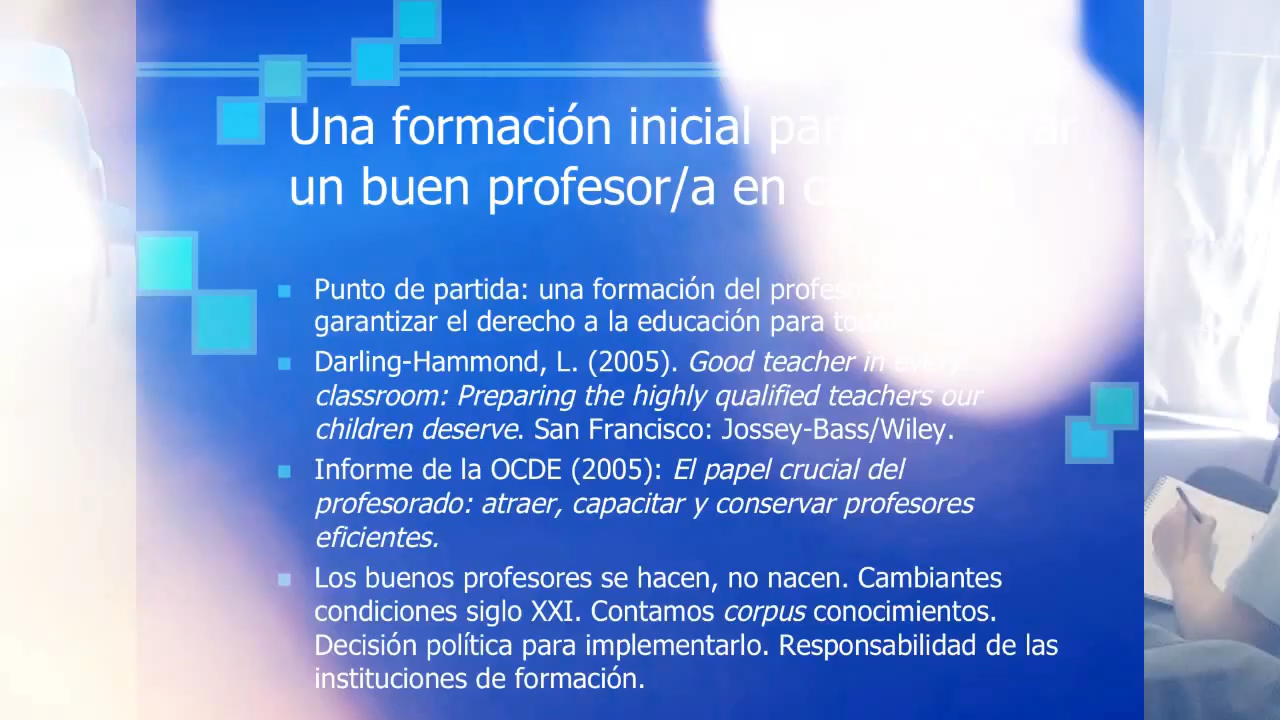 Una formación inicial para
un buen profesor/a en
Punto de partida: una formación del
garantizar el derecho a la educación para
Darling-Hammond, L. (2005). Good teacher in every
classroom: Preparing the highly qualified teachers our
children deserve. San Francisco: Jossey-Bass/Wiley.
Informe de la OCDE (2005): El papel crucial del
profesorado: atraer, capacitar y conservar profesores
eficientes.
Los buenos profesores se hacen, no nacen. Cambiantes
condiciones siglo XXI. Contamos corpus conocimientos.
Decisión política para implementarlo. Responsabilidad de las
instituciones de formación.